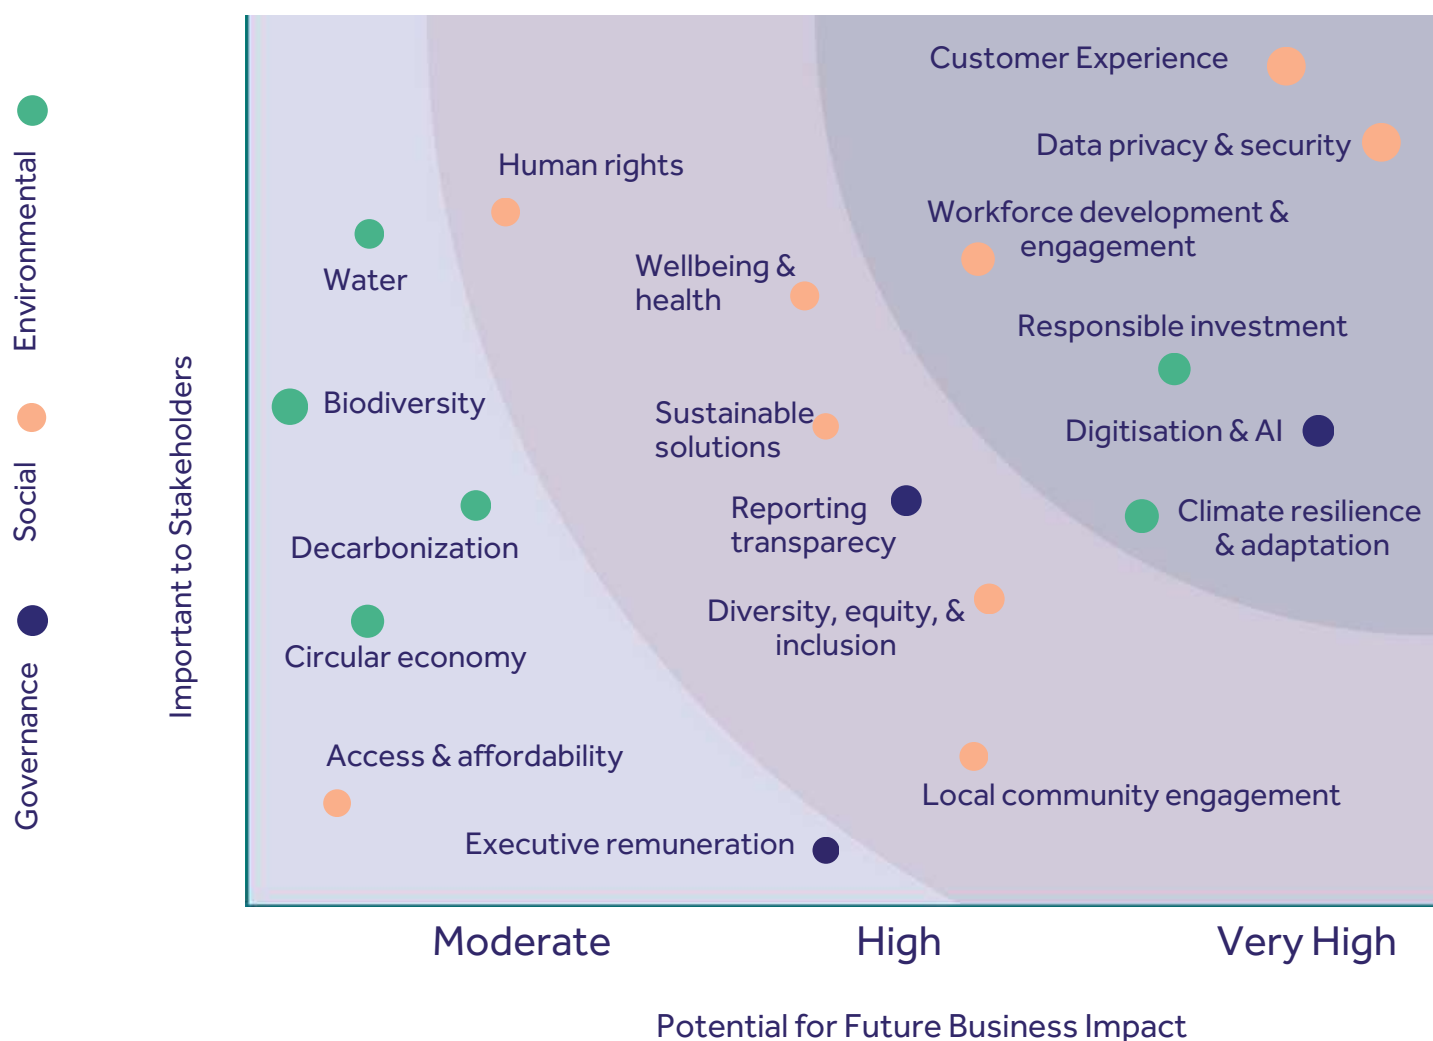 Environmental
Social
Governance
Important to Stakeholders
Customer Experience
Data privacy & security
Human rights
Workforce development &
engagement
Water
Wellbeing &
health
Responsible investment
Biodiversity
Sustainable
solutions
Digitisation & AI
Reporting
transparecy
Climate resilience
& adaptation
Decarbonization
Diversity, equity, &
inclusion
Circular economy
Access & affordability
Local community engagement
Executive remuneration
Moderate
High
Very High
Potential for Future Business Impact